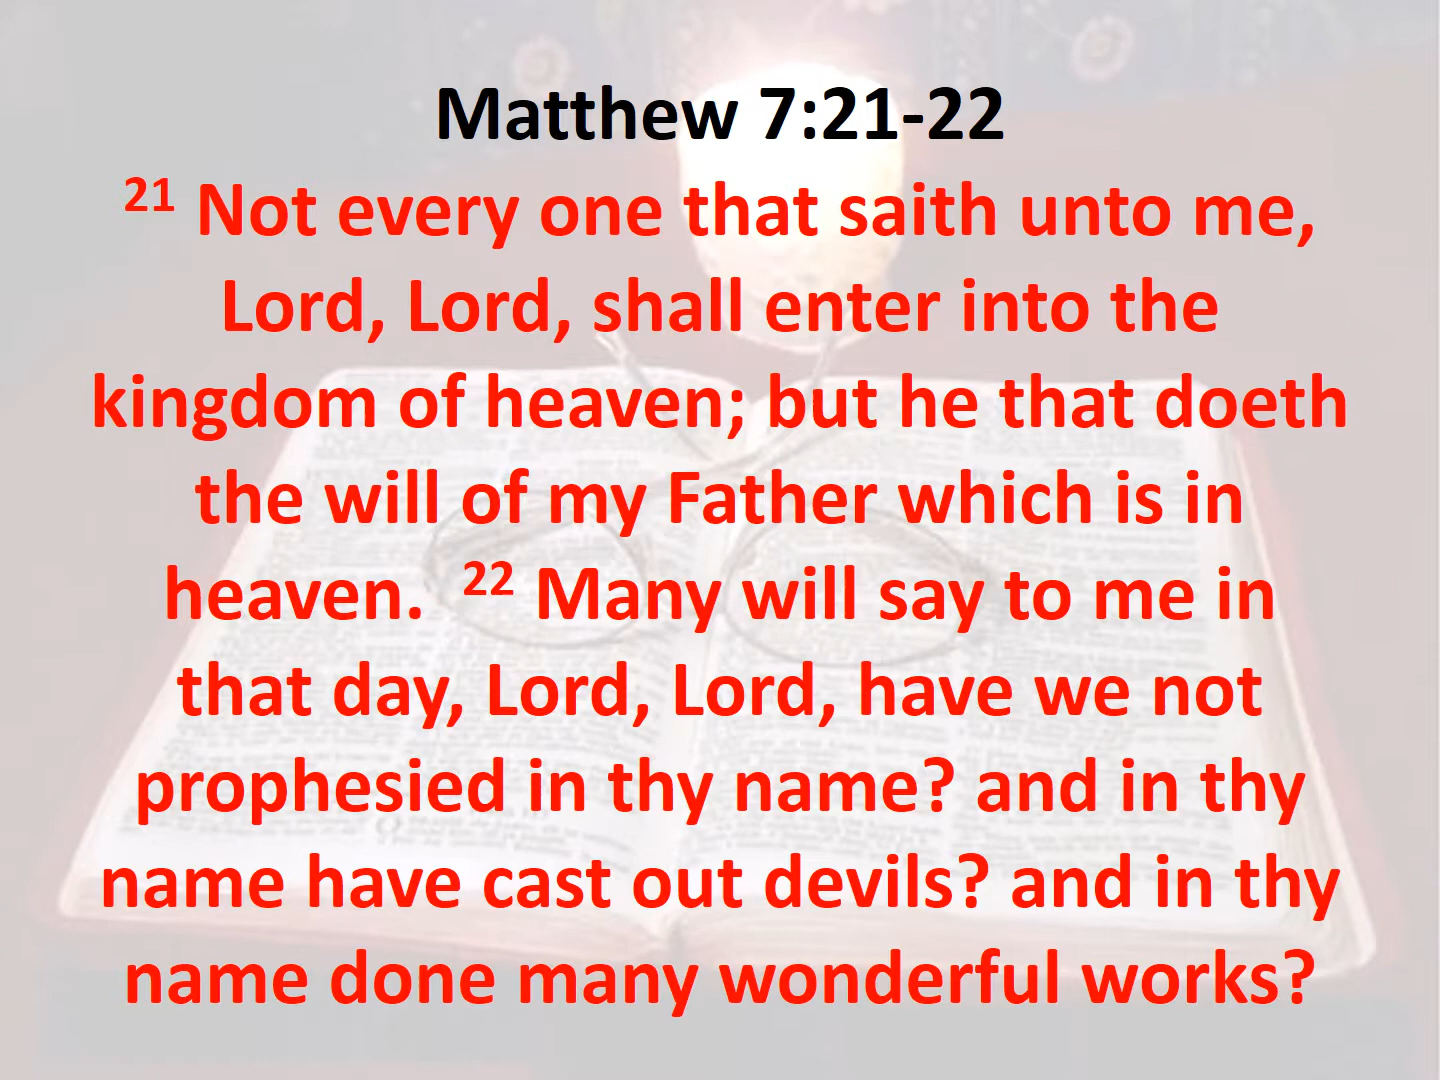 Matthew 7:21-22
21 Not every one that saith unto me,
Lord, Lord, shall enter into the
kingdom of heaven; but he that doeth
the will of my Father which is in
heaven. 22 Many will say to me in
that day, Lord, Lord, have we not
prophesied in thy name? and in thy
name have cast out devils? and in thy
name done many wonderful works?